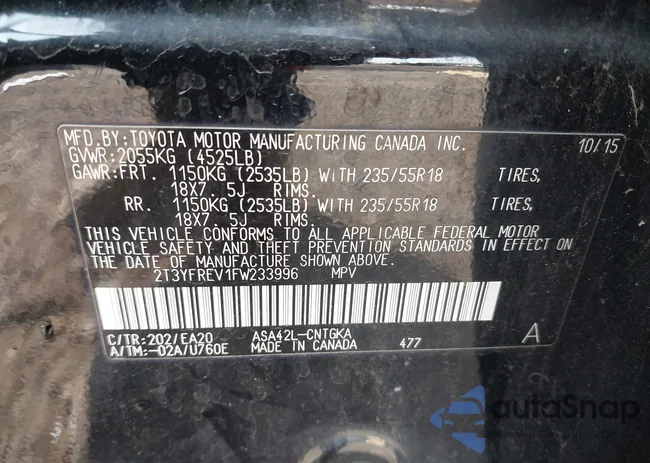 MFD.BY:TOYOTA MOTOR MANUFACTURING CANADA INC. 10/15
GVWR:2055KG (4525LB)
GAWR:FRT. 1150KG (2535LB) WITH 235/55R18 TIRES,
18X7.5J RIMS.
RR. 1150KG (2535LB) WITH 235/55R18 TIRES,
18X7.5J RIMS.
THIS VEHICLE CONFORMS TO ALL APPLICABLE FEDERAL MOTOR
VEHICLE SAFETY AND THEFT PREVENTION STANDARDS IN EFFECT ON
THE DATE OF MANUFACTURE SHOWN ABOVE.
2T3YFREV1FW233996 MPV
C/TR:202/EA20 ASA42L-CNTGKA
A/TM:-02A/U760E MADE IN CANADA 477 A
autoSnap